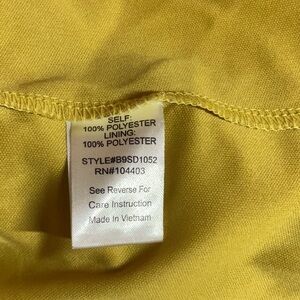 SELF:
100% POLYESTER
LINING:
100% POLYESTER
STYLE#B9SD1052
RN#104403
See Reverse For
Care Instruction
Made in Vietnam